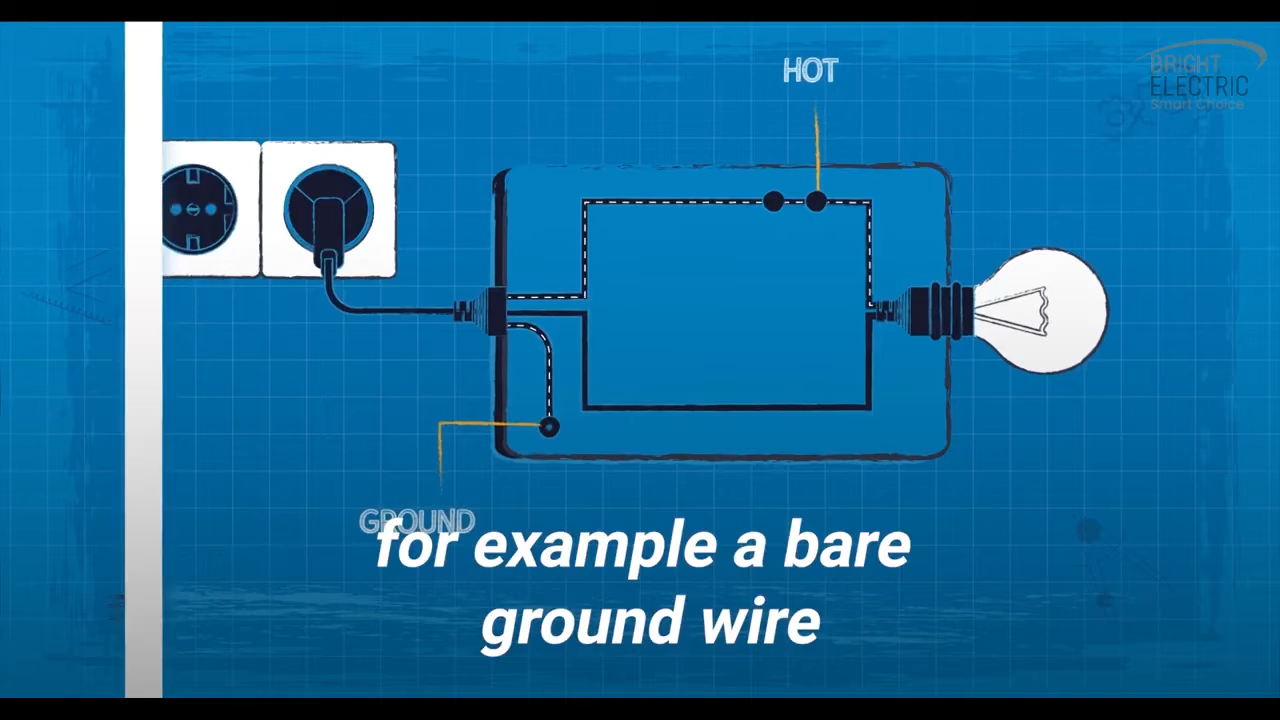 HOT
BRIGHT
ELECTRIC
Smart Choice
GROUND
for example a bare
ground wire